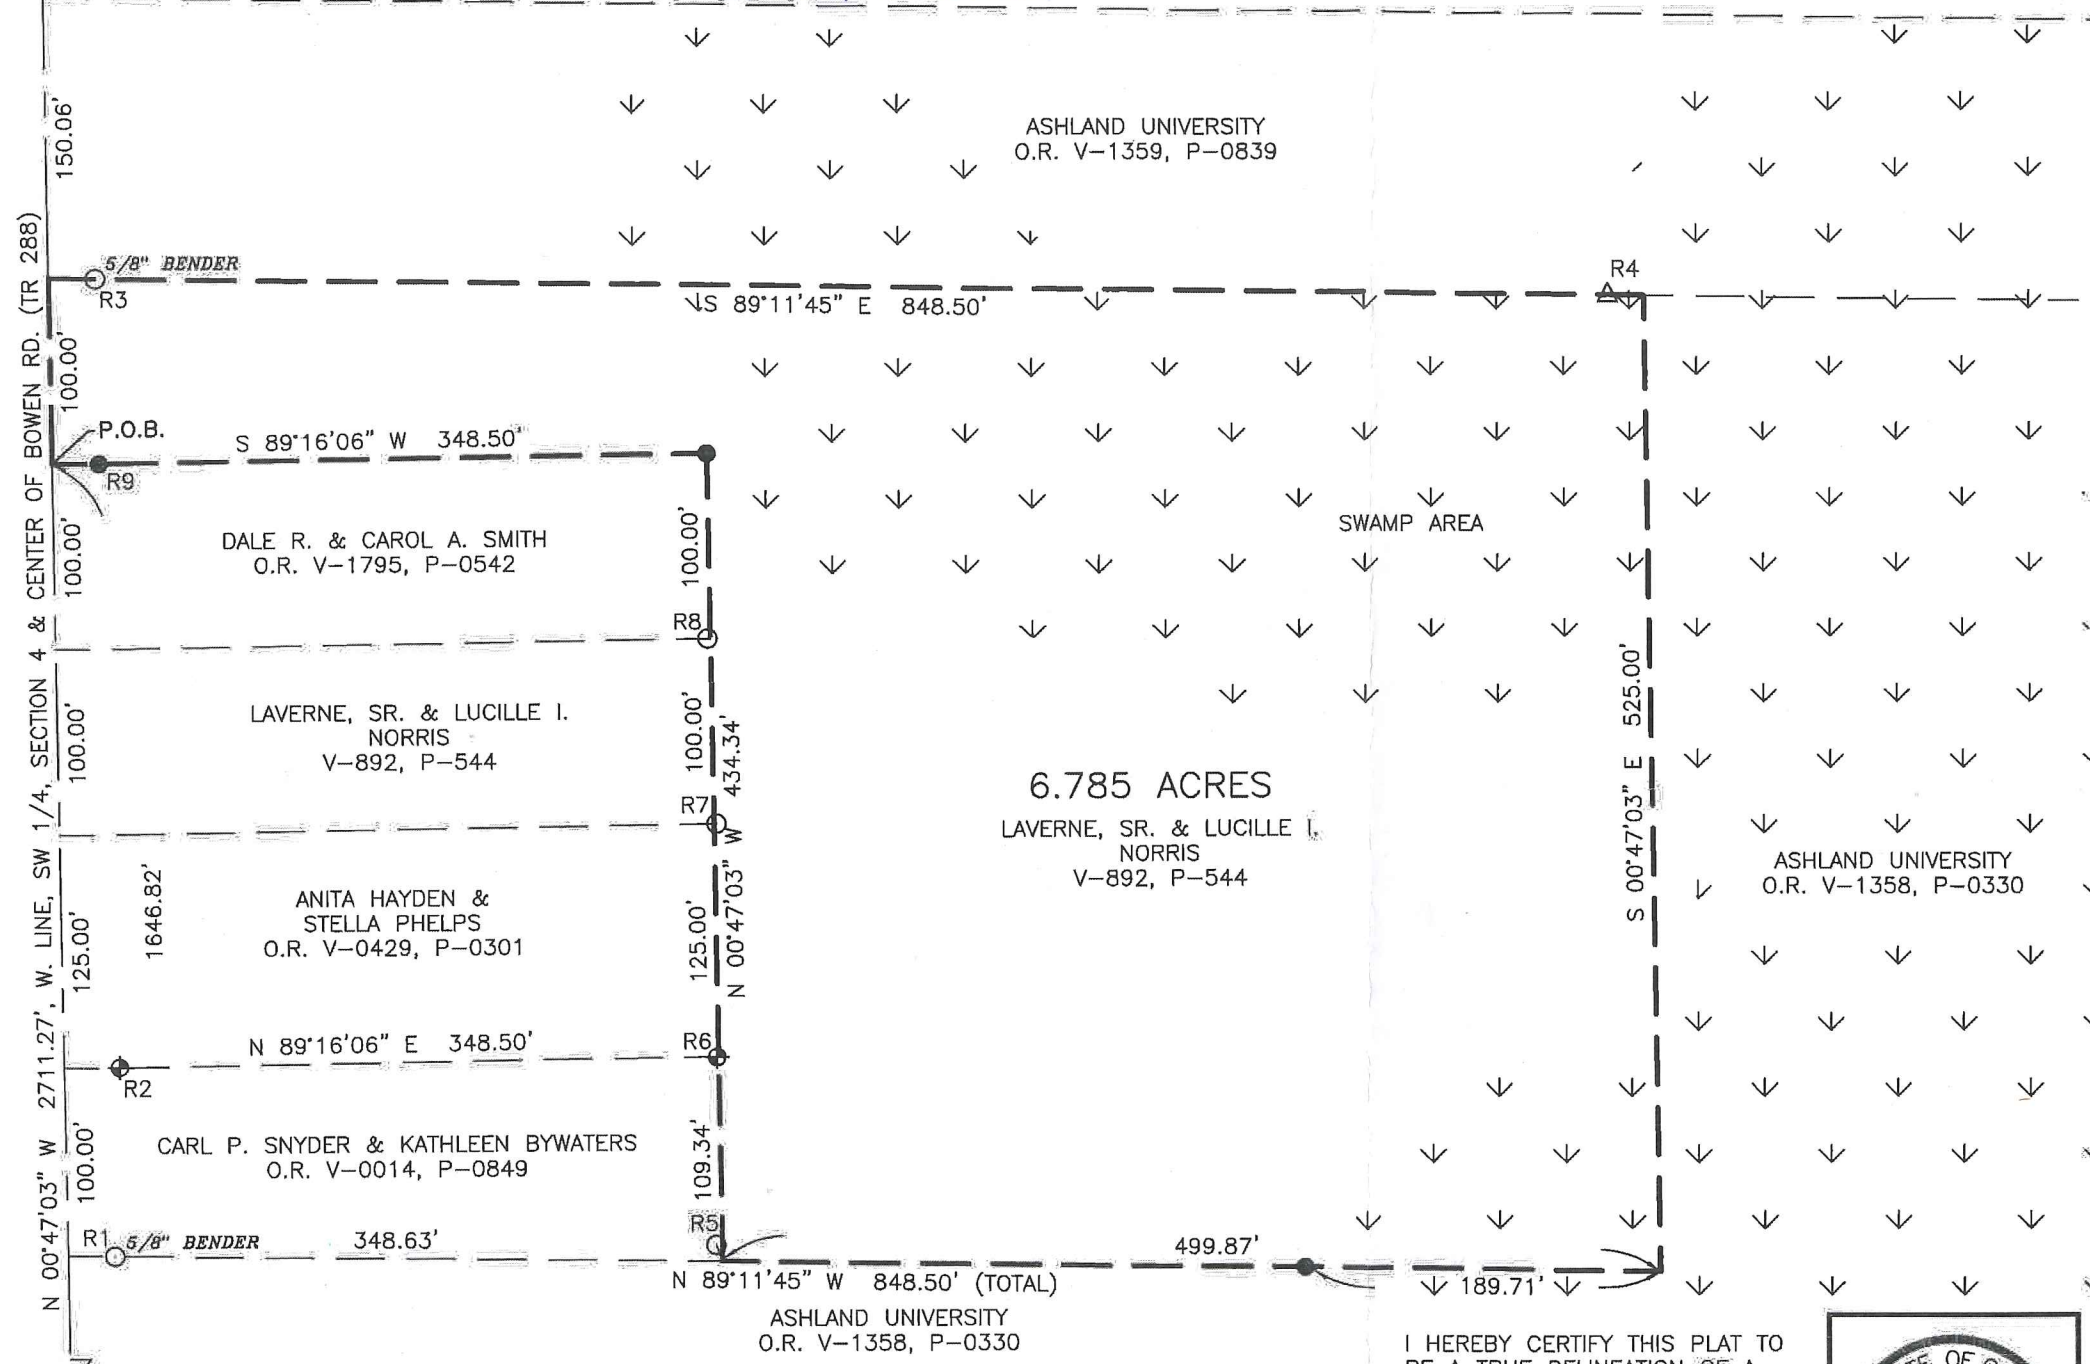 150.06'
ASHLAND UNIVERSITY
O.R. V-1359, P-0839
5/8" BENDER
R3
R4
S 89°11'45" E 848.50'
100.00'
P.O.B.
S 89°16'06" W 348.50'
R9
DALE R. & CAROL A. SMITH
O.R. V-1795, P-0542
100.00'
100.00'
SWAMP AREA
R8
LAVERNE, SR. & LUCILLE I.
NORRIS
V-892, P-544
100.00'
100.00'
N 00°47'03" W 434.34'
R7
6.785 ACRES
LAVERNE, SR. & LUCILLE I.
NORRIS
V-892, P-544
S 00°47'03" E 525.00'
ASHLAND UNIVERSITY
O.R. V-1358, P-0330
ANITA HAYDEN &
STELLA PHELPS
O.R. V-0429, P-0301
1646.82'
125.00'
125.00'
N 89°16'06" E 348.50'
R6
R2
CARL P. SNYDER & KATHLEEN BYWATERS
O.R. V-0014, P-0849
100.00'
109.34'
R5
R1
5/8" BENDER
348.63'
499.87'
N 89°11'45" W 848.50' (TOTAL)
189.71'
ASHLAND UNIVERSITY
O.R. V-1358, P-0330
N 00°47'03" W 2711.27', W. LINE, SW 1/4, SECTION 4 & CENTER OF BOWEN RD. (TR 288)
I HEREBY CERTIFY THIS PLAT TO
BE A TRUE DELINEATION OF A
OF